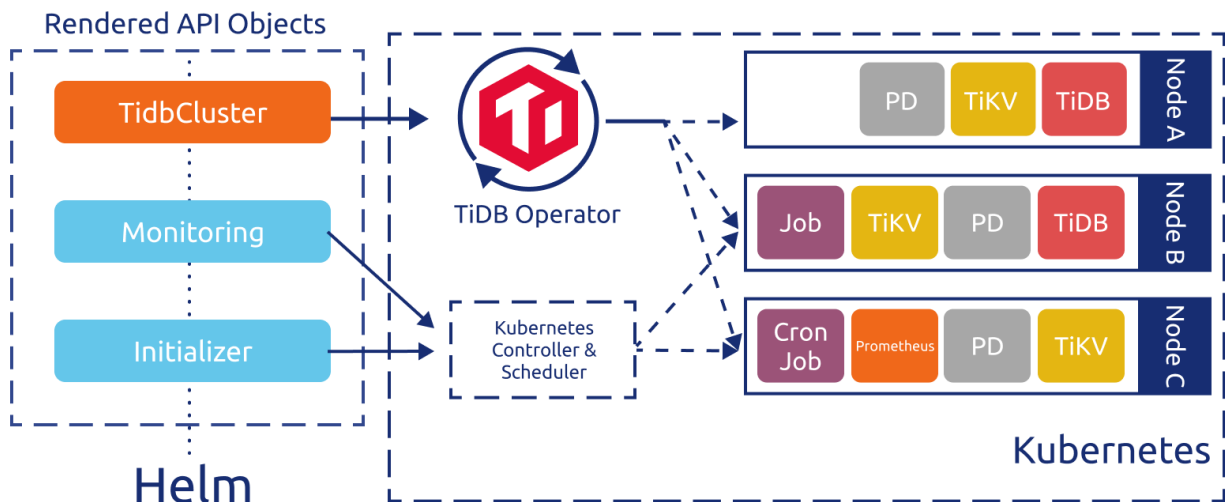 Rendered API Objects
TidbCluster
Monitoring
Initializer
Helm
TiDB Operator
Kubernetes
Controller &
Scheduler
PD
TiKV
TiDB
Node A
Job
TiKV
PD
TiDB
Node B
Cron
Job
Prometheus
PD
TiKV
Node C
Kubernetes